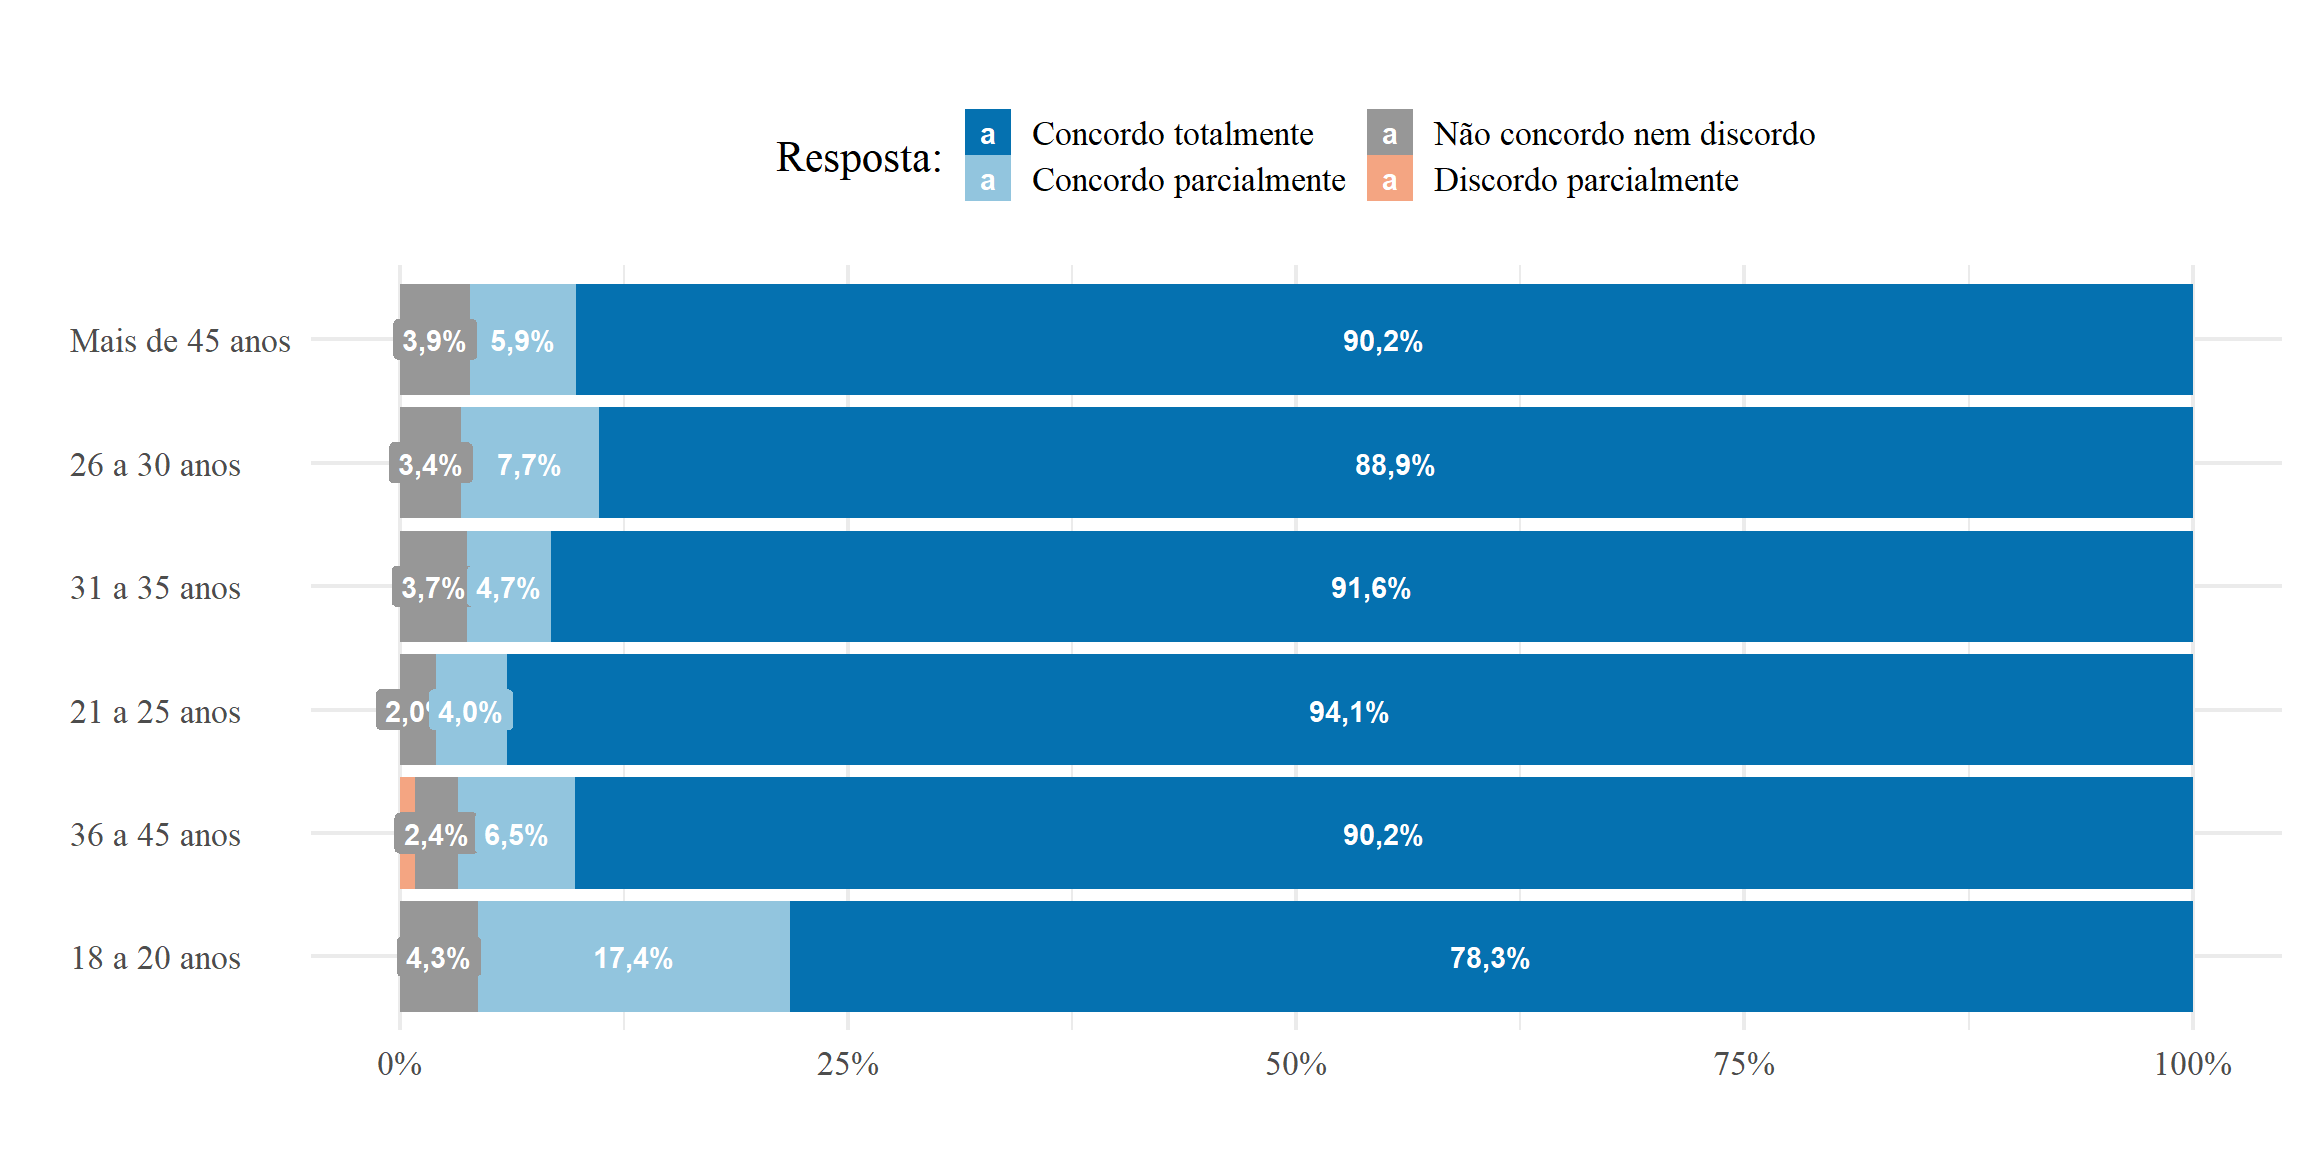 Resposta:
a Concordo totalmente
a Concordo parcialmente
a Não concordo nem discordo
a Discordo parcialmente
Mais de 45 anos 3,9% 5,9% 90,2%
26 a 30 anos 3,4% 7,7% 88,9%
31 a 35 anos 3,7% 4,7% 91,6%
21 a 25 anos 2,0% 4,0% 94,1%
36 a 45 anos 2,4% 6,5% 90,2%
18 a 20 anos 4,3% 17,4% 78,3%
0% 25% 50% 75% 100%